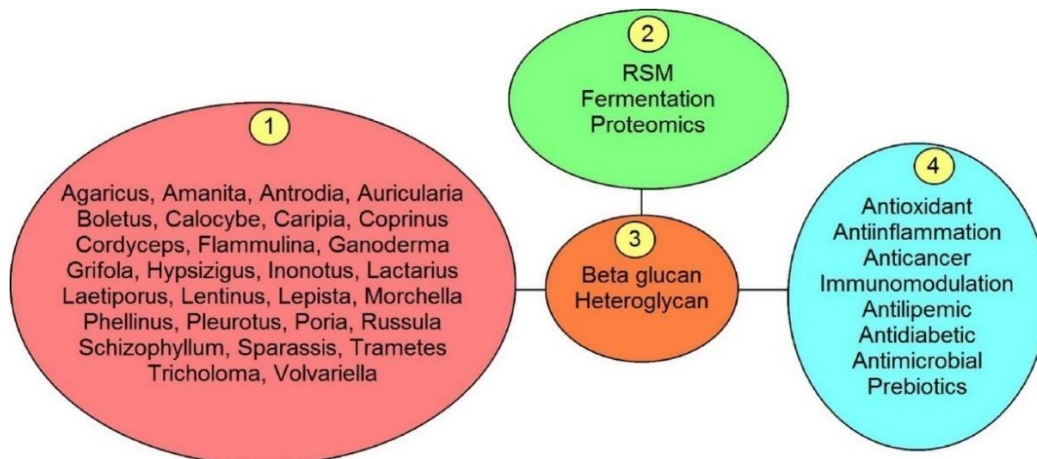 1
Agaricus, Amanita, Antrodia, Auricularia
Boletus, Calocybe, Caripia, Coprinus
Cordyceps, Flammulina, Ganoderma
Grifola, Hypsizigus, Inonotus, Lactarius
Laetiporus, Lentinus, Lepista, Morchella
Phellinus, Pleurotus, Poria, Russula
Schizophyllum, Sparassis, Trametes
Tricholoma, Volvariella
2
RSM
Fermentation
Proteomics
3
Beta glucan
Heteroglycan
4
Antioxidant
Antiinflammation
Anticancer
Immunomodulation
Antilipemic
Antidiabetic
Antimicrobial
Prebiotics